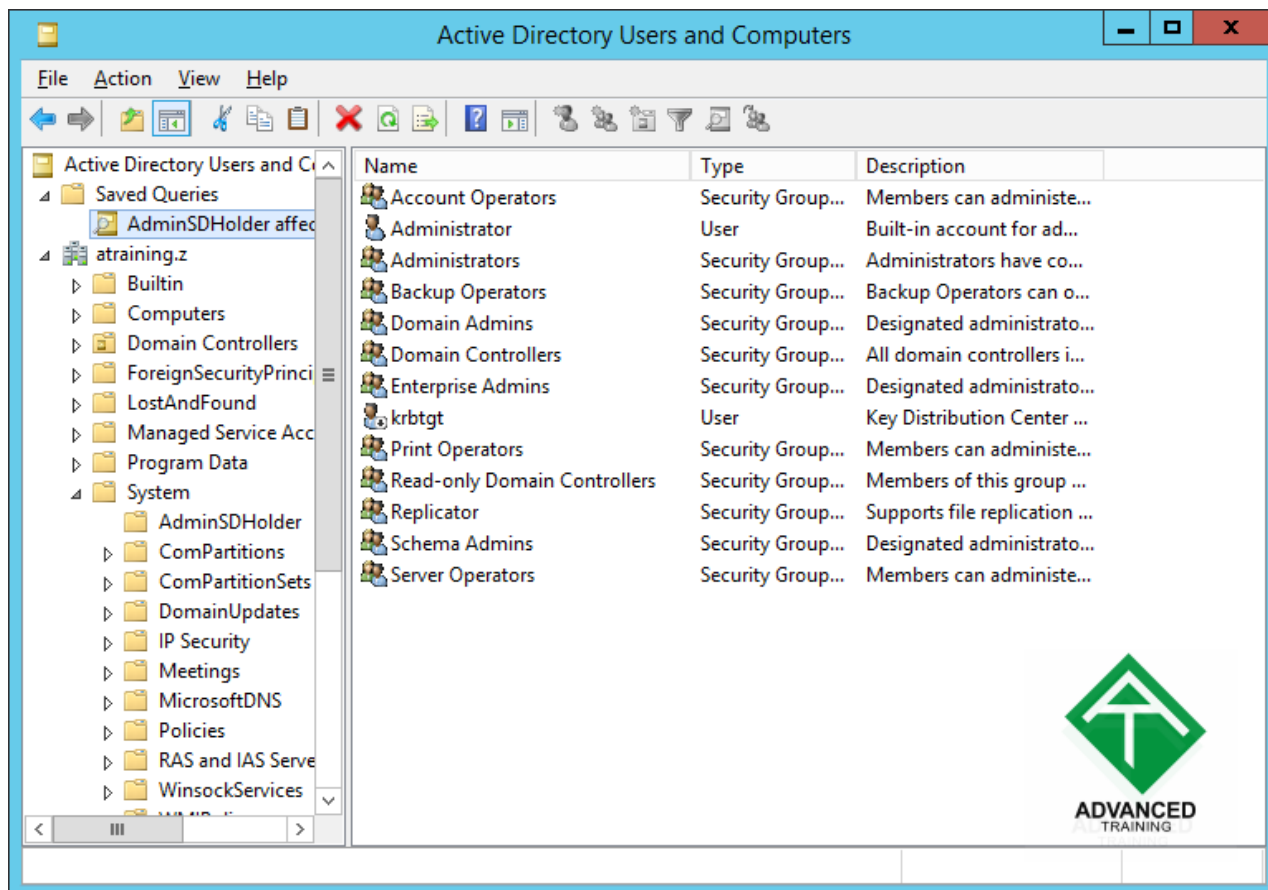 Active Directory Users and Computers
File Action View Help
Active Directory Users and Co
Saved Queries
AdminSDHolder affec
atraining.z
Builtin
Computers
Domain Controllers
ForeignSecurityPrinci
LostAndFound
Managed Service Acc
Program Data
System
AdminSDHolder
ComPartitions
ComPartitionSets
DomainUpdates
IP Security
Meetings
MicrosoftDNS
Policies
RAS and IAS Serve
WinsockServices
Name Type Description
Account Operators Security Group... Members can administe...
Administrator User Built-in account for ad...
Administrators Security Group... Administrators have co...
Backup Operators Security Group... Backup Operators can o...
Domain Admins Security Group... Designated administrato...
Domain Controllers Security Group... All domain controllers i...
Enterprise Admins Security Group... Designated administrato...
krbtgt User Key Distribution Center ...
Print Operators Security Group... Members can administe...
Read-only Domain Controllers Security Group... Members of this group ...
Replicator Security Group... Supports file replication ...
Schema Admins Security Group... Designated administrato...
Server Operators Security Group... Members can administe...
ADVANCED
TRAINING